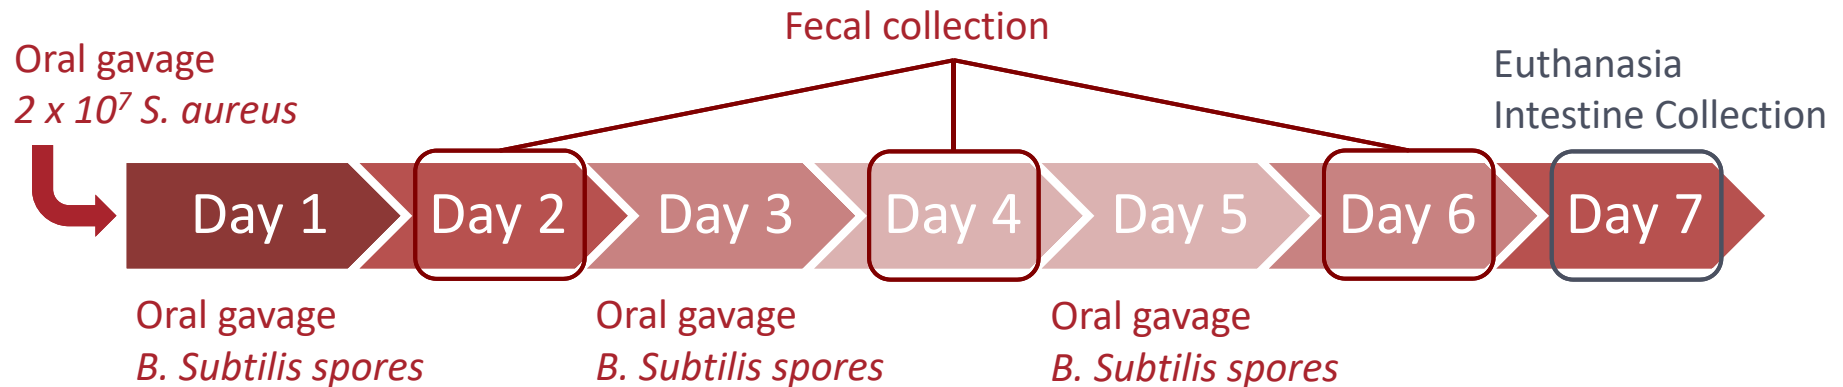 Fecal collection
Oral gavage
2 x 10⁷ S. aureus
Euthanasia
Intestine Collection
Day 1
Day 2
Day 3
Day 4
Day 5
Day 6
Day 7
Oral gavage
B. Subtilis spores
Oral gavage
B. Subtilis spores
Oral gavage
B. Subtilis spores